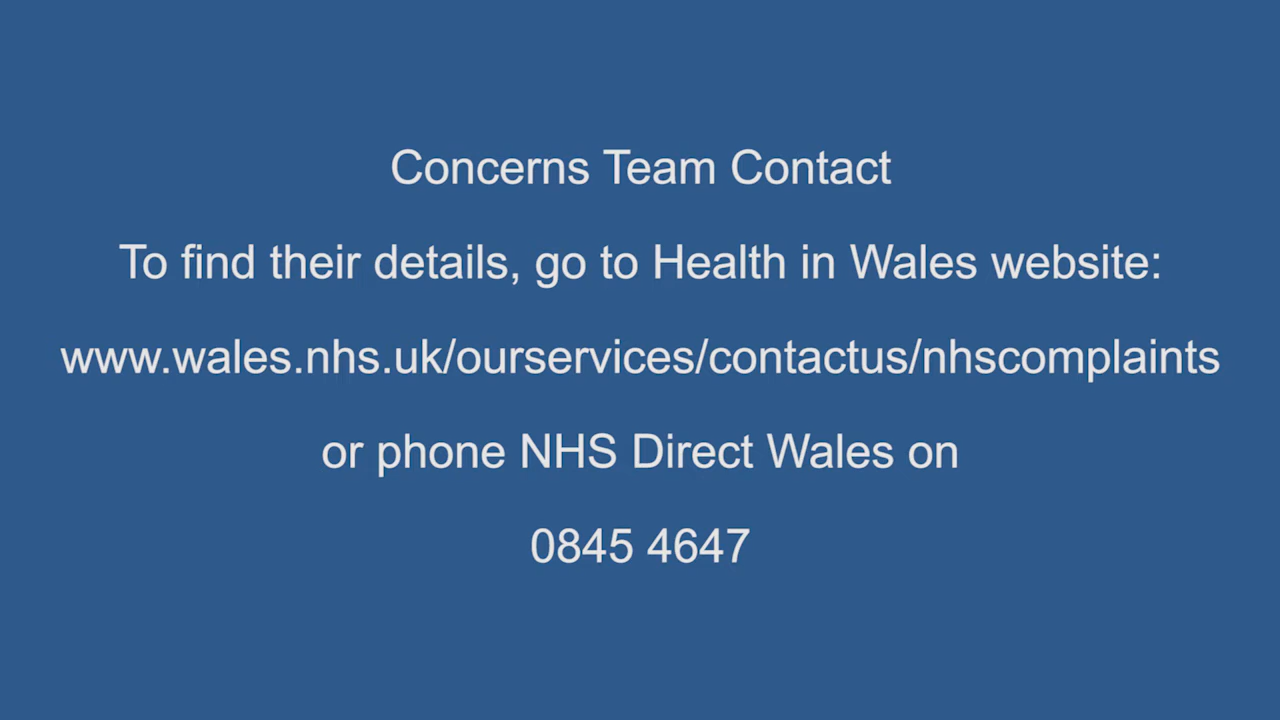 Concerns Team Contact
To find their details, go to Health in Wales website:
www.wales.nhs.uk/ourservices/contactus/nhscomplaints
or phone NHS Direct Wales on
0845 4647